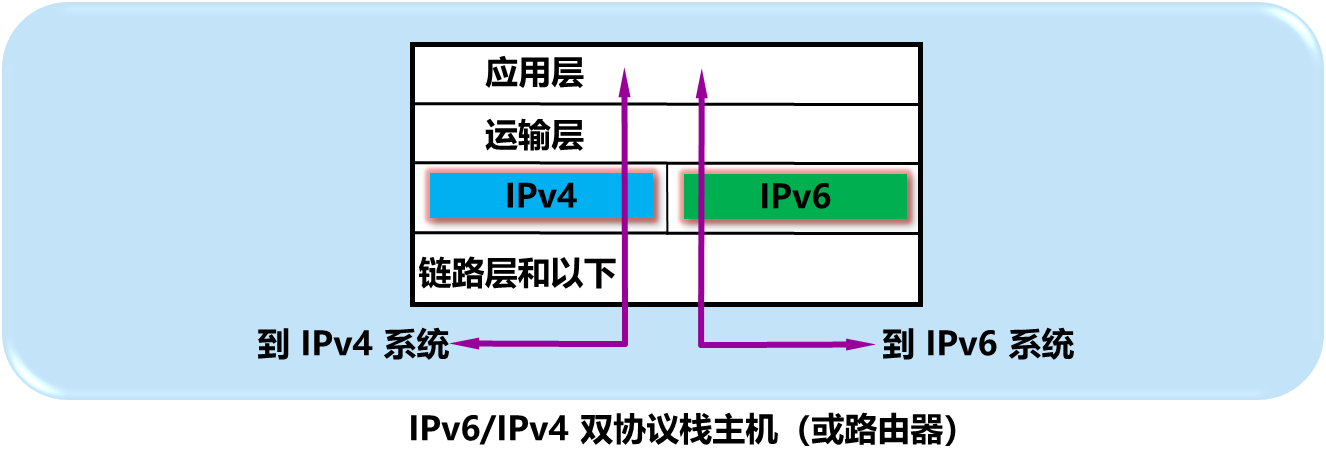 应用层
运输层
IPv4
IPv6
链路层和以下
到 IPv4 系统
到 IPv6 系统
IPv6/IPv4 双协议栈主机（或路由器）